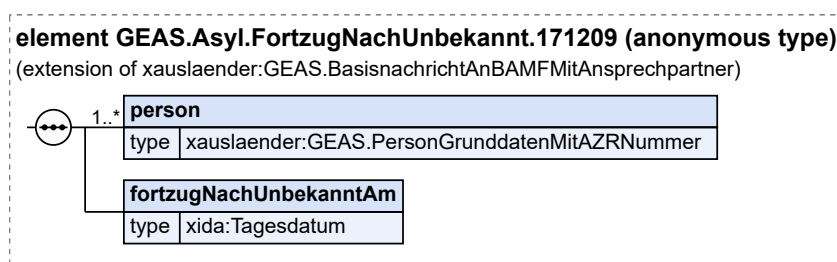 element GEAS.Asyl.FortzugNachUnbekannt.171209 (anonymous type)
(extension of xauslaender:GEAS.BasisnachrichtAnBAMFMitAnsprechpartner)
1..* person
type xauslaender:GEAS.PersonGrunddatenMitAZRNummer
fortzugNachUnbekanntAm
type xida:Tagesdatum